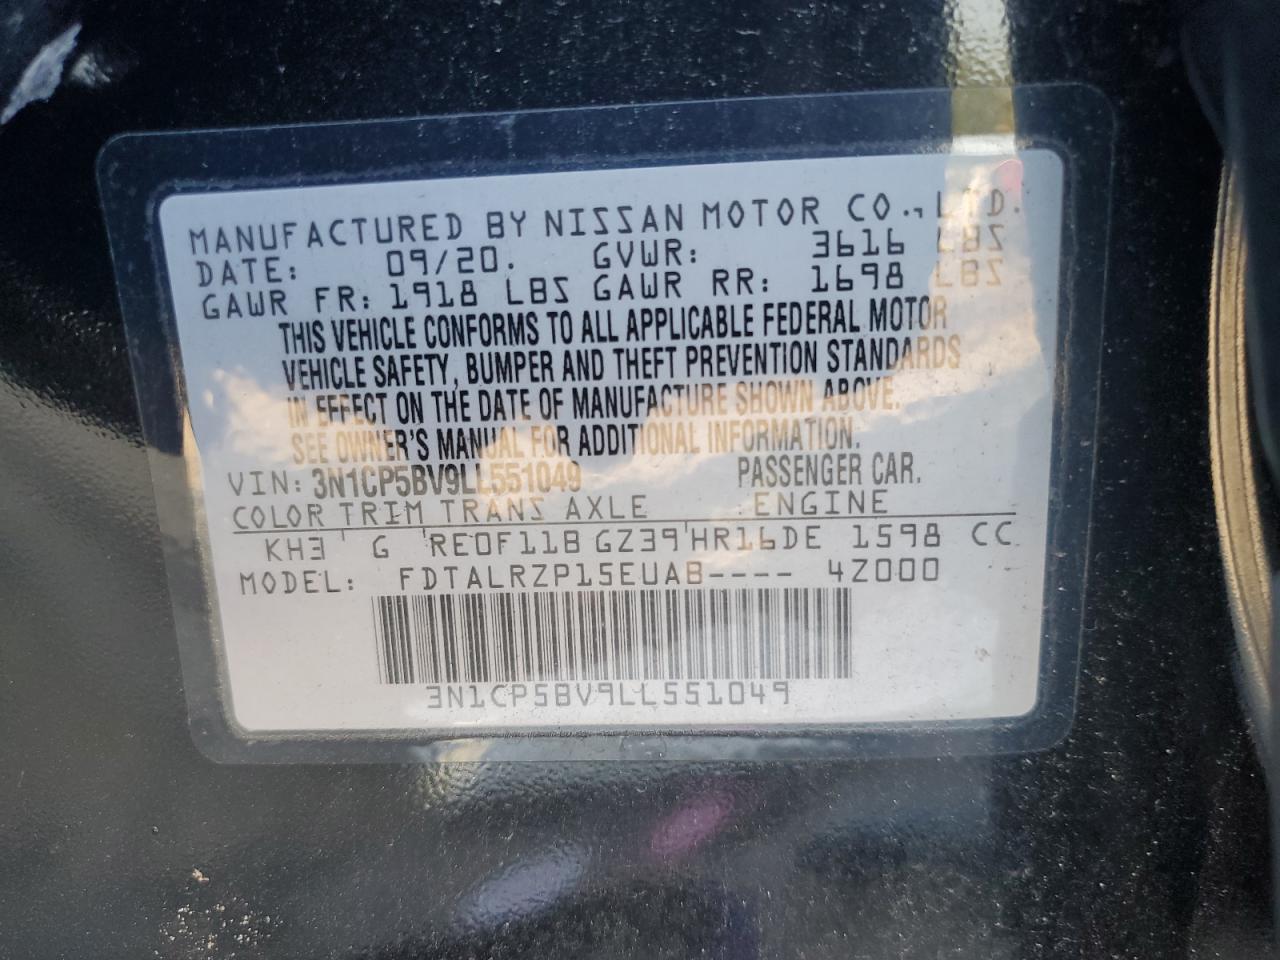 MANUFACTURED BY NISSAN MOTOR CO., LTD.
DATE: 09/20. GVWR: 3616 LBS
GAWR FR: 1918 LBS GAWR RR: 1698 LBS
THIS VEHICLE CONFORMS TO ALL APPLICABLE FEDERAL MOTOR
VEHICLE SAFETY, BUMPER AND THEFT PREVENTION STANDARDS
IN EFFECT ON THE DATE OF MANUFACTURE SHOWN ABOVE.
SEE OWNER'S MANUAL FOR ADDITIONAL INFORMATION.
VIN: 3N1CP5BV9LL551049 PASSENGER CAR.
COLOR TRIM TRANS AXLE ENGINE
KH3 G RE0F11B GZ39 HR16DE 1598 CC
MODEL: FDTALRZP15EUAB---- 4Z000
3N1CP5BV9LL551049